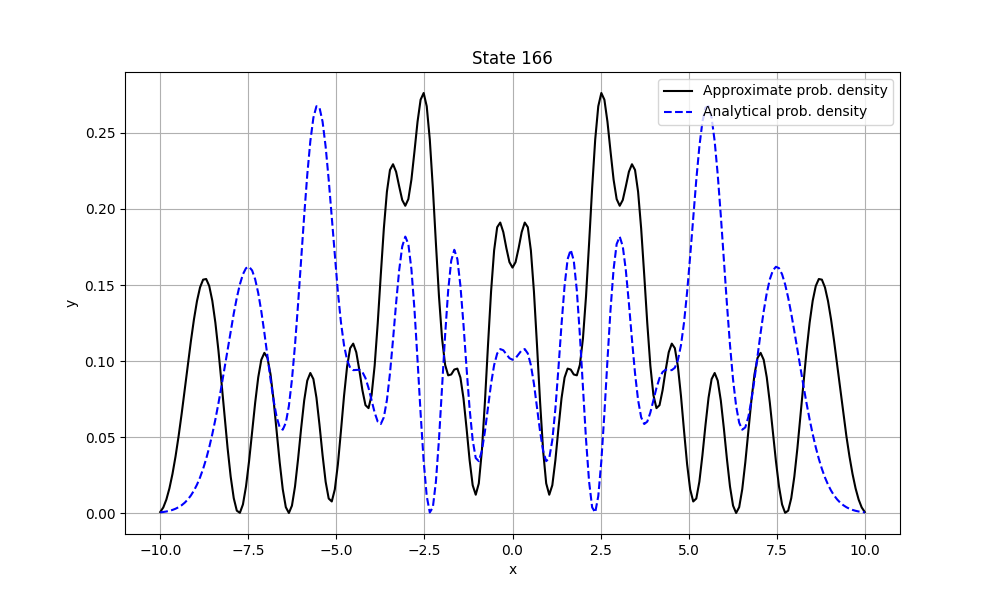 State 166
Approximate prob. density
Analytical prob. density
y
0.25
0.20
0.15
0.10
0.05
0.00
−10.0 −7.5 −5.0 −2.5 0.0 2.5 5.0 7.5 10.0
x